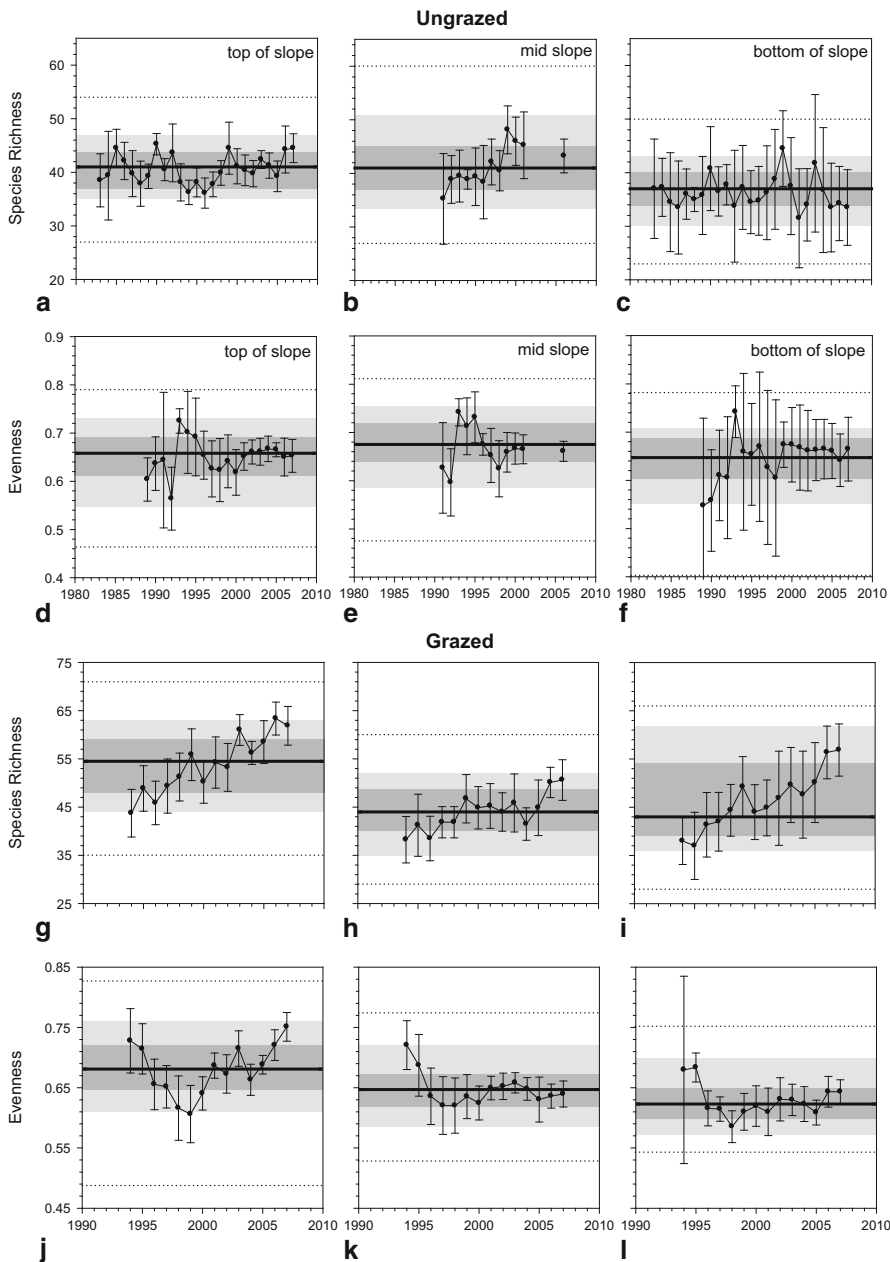 Ungrazed
top of slope
mid slope
bottom of slope
Species Richness
60
50
40
30
20
a
b
c
top of slope
mid slope
bottom of slope
Evenness
0.9
0.8
0.7
0.6
0.5
0.4
1980 1985 1990 1995 2000 2005 2010
1980 1985 1990 1995 2000 2005 2010
1980 1985 1990 1995 2000 2005 2010
d
e
f
Grazed
Species Richness
75
65
55
45
35
25
g
h
i
Evenness
0.85
0.75
0.65
0.55
0.45
1990 1995 2000 2005 2010
1990 1995 2000 2005 2010
1990 1995 2000 2005 2010
j
k
l